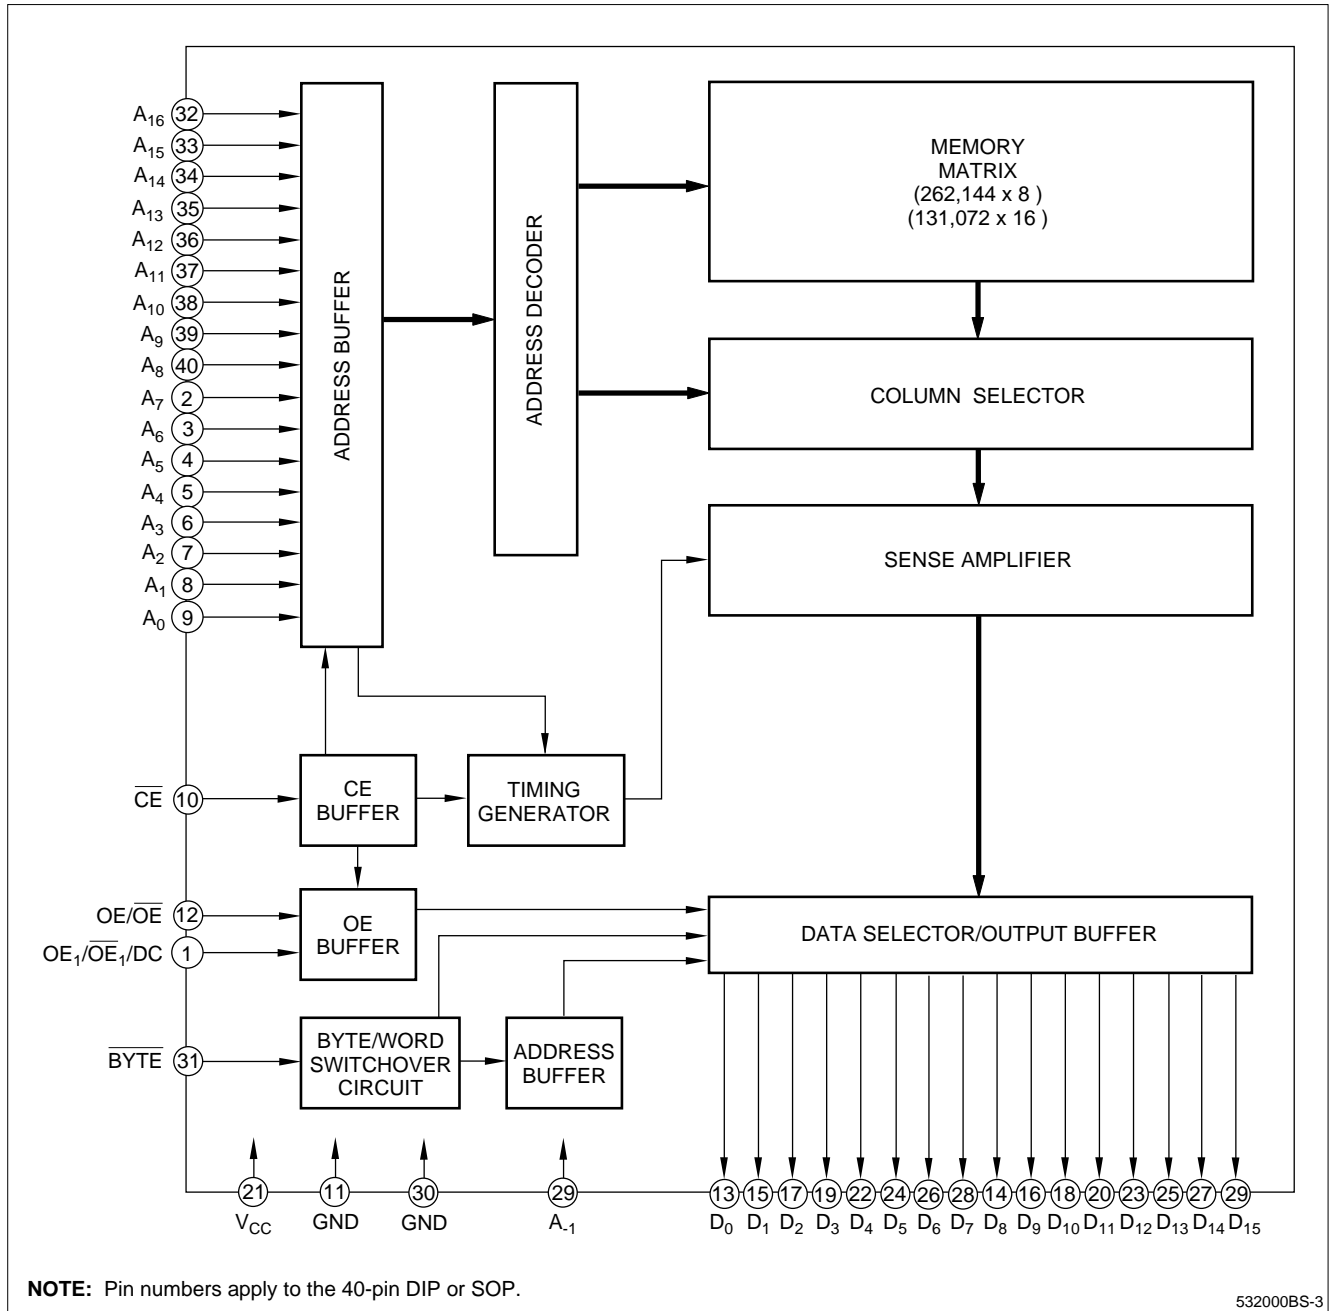 A16 32
A15 33
A14 34
A13 35
A12 36
A11 37
A10 38
A9 39
A8 40
A7 2
A6 3
A5 4
A4 5
A3 6
A2 7
A1 8
A0 9
ADDRESS BUFFER
ADDRESS DECODER
MEMORY
MATRIX
(262,144 x 8 )
(131,072 x 16 )
COLUMN SELECTOR
SENSE AMPLIFIER
C̅E̅ 10
CE
BUFFER
TIMING
GENERATOR
OE/O̅E̅ 12
OE1/O̅E̅1/DC 1
OE
BUFFER
DATA SELECTOR/OUTPUT BUFFER
B̅Y̅T̅E̅ 31
BYTE/WORD
SWITCHOVER
CIRCUIT
ADDRESS
BUFFER
21 11 30 29 13 15 17 19 22 24 26 28 14 16 18 20 23 25 27 29
VCC GND GND A-1 D0 D1 D2 D3 D4 D5 D6 D7 D8 D9 D10 D11 D12 D13 D14 D15
NOTE: Pin numbers apply to the 40-pin DIP or SOP.
532000BS-3